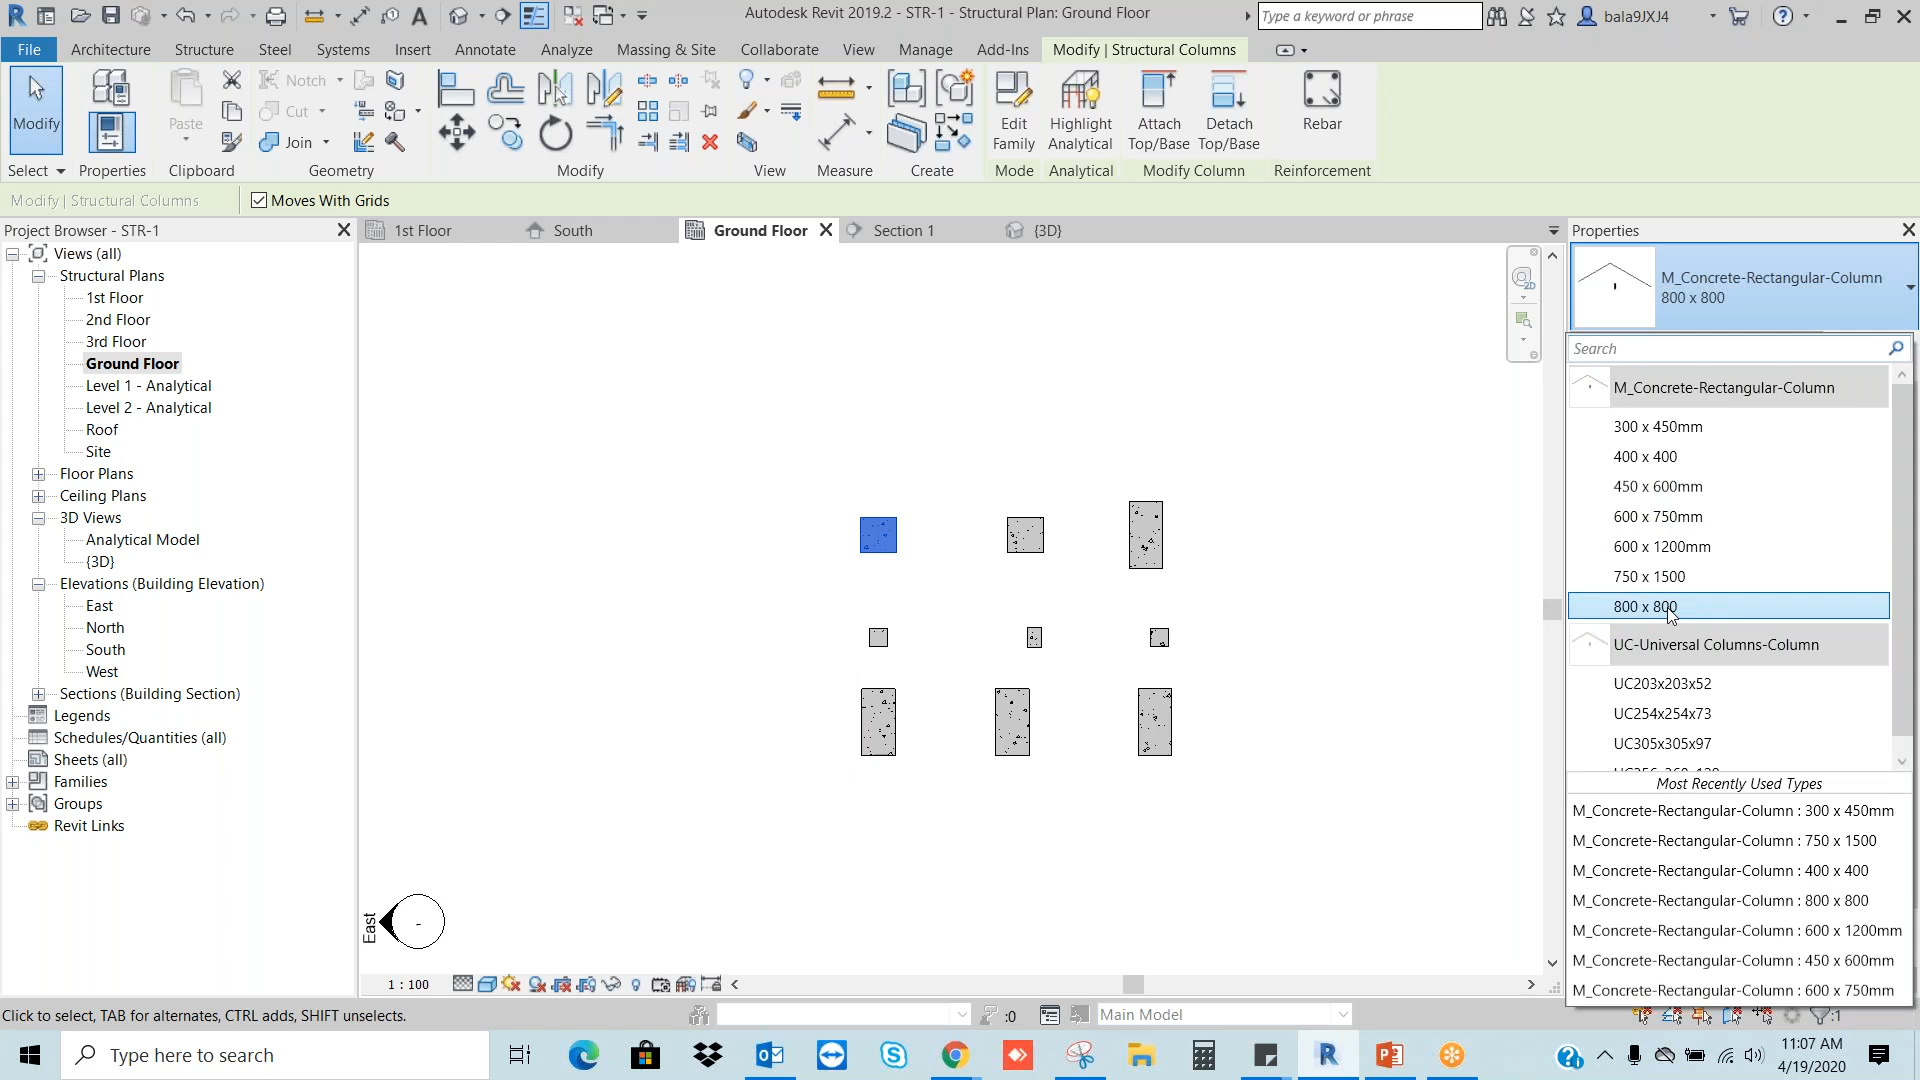 Autodesk Revit 2019.2 - STR-1 - Structural Plan: Ground Floor
Type a keyword or phrase
bala9JXJ4
File Architecture Structure Steel Systems Insert Annotate Analyze Massing & Site Collaborate View Manage Add-Ins Modify | Structural Columns
Modify
Paste
Notch
Cut
Join
Edit Family
Highlight Analytical
Attach Top/Base
Detach Top/Base
Rebar
Select Properties Clipboard Geometry Modify View Measure Create Mode Analytical Modify Column Reinforcement
Modify | Structural Columns Moves With Grids
Project Browser - STR-1
Views (all)
Structural Plans
1st Floor
2nd Floor
3rd Floor
Ground Floor
Level 1 - Analytical
Level 2 - Analytical
Roof
Site
Floor Plans
Ceiling Plans
3D Views
Analytical Model
{3D}
Elevations (Building Elevation)
East
North
South
West
Sections (Building Section)
Legends
Schedules/Quantities (all)
Sheets (all)
Families
Groups
Revit Links
1st Floor South Ground Floor Section 1 {3D}
2D
East
-
1 : 100
Properties
M_Concrete-Rectangular-Column
800 x 800
Search
M_Concrete-Rectangular-Column
300 x 450mm
400 x 400
450 x 600mm
600 x 750mm
600 x 1200mm
750 x 1500
800 x 800
UC-Universal Columns-Column
UC203x203x52
UC254x254x73
UC305x305x97
Most Recently Used Types
M_Concrete-Rectangular-Column : 300 x 450mm
M_Concrete-Rectangular-Column : 750 x 1500
M_Concrete-Rectangular-Column : 400 x 400
M_Concrete-Rectangular-Column : 800 x 800
M_Concrete-Rectangular-Column : 600 x 1200mm
M_Concrete-Rectangular-Column : 450 x 600mm
M_Concrete-Rectangular-Column : 600 x 750mm
Click to select, TAB for alternates, CTRL adds, SHIFT unselects.
:0
Main Model
:1
Type here to search
11:07 AM
4/19/2020